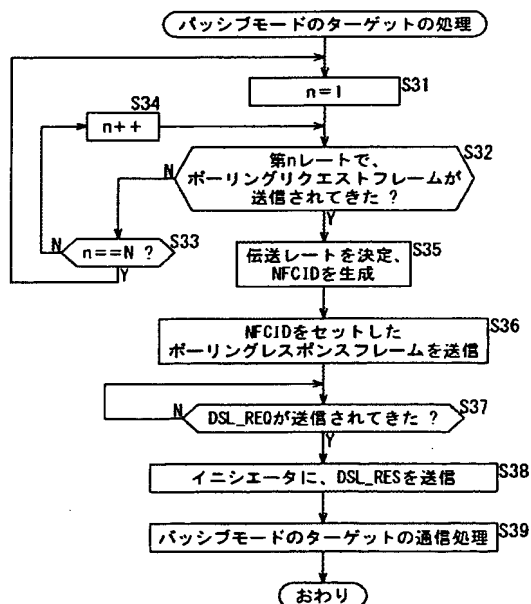 パッシブモードのターゲットの処理
S31
n=1
S34
n++
S32
第nレートで、
ポーリングリクエストフレームが
送信されてきた ?
N
Y
S33
n==N ?
N
Y
S35
伝送レートを決定、
NFCIDを生成
S36
NFCIDをセットした
ポーリングレスポンスフレームを送信
S37
DSL_REQが送信されてきた ?
N
Y
S38
イニシエータに、DSL_RESを送信
S39
パッシブモードのターゲットの通信処理
おわり